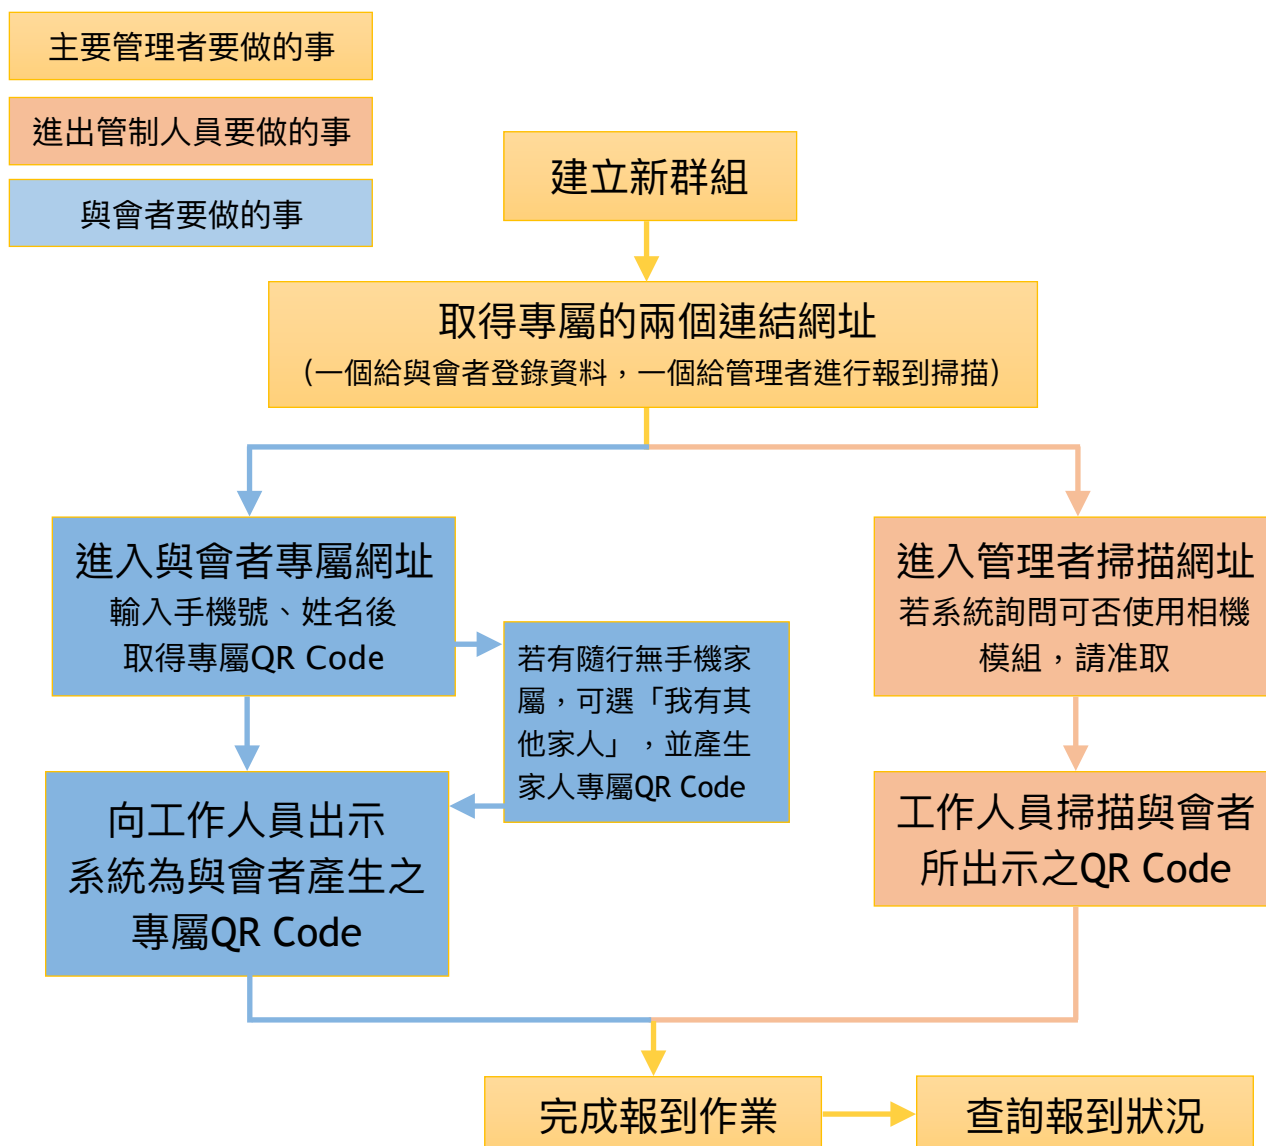 主要管理者要做的事
進出管制人員要做的事
與會者要做的事
建立新群組
取得專屬的兩個連結網址
(一個給與會者登錄資料，一個給管理者進行報到掃描)
進入與會者專屬網址
輸入手機號、姓名後
取得專屬QR Code
若有隨行無手機家
屬，可選「我有其
他家人」，並產生
家人專屬QR Code
向工作人員出示
系統為與會者產生之
專屬QR Code
進入管理者掃描網址
若系統詢問可否使用相機
模組，請准取
工作人員掃描與會者
所出示之QR Code
完成報到作業
查詢報到狀況